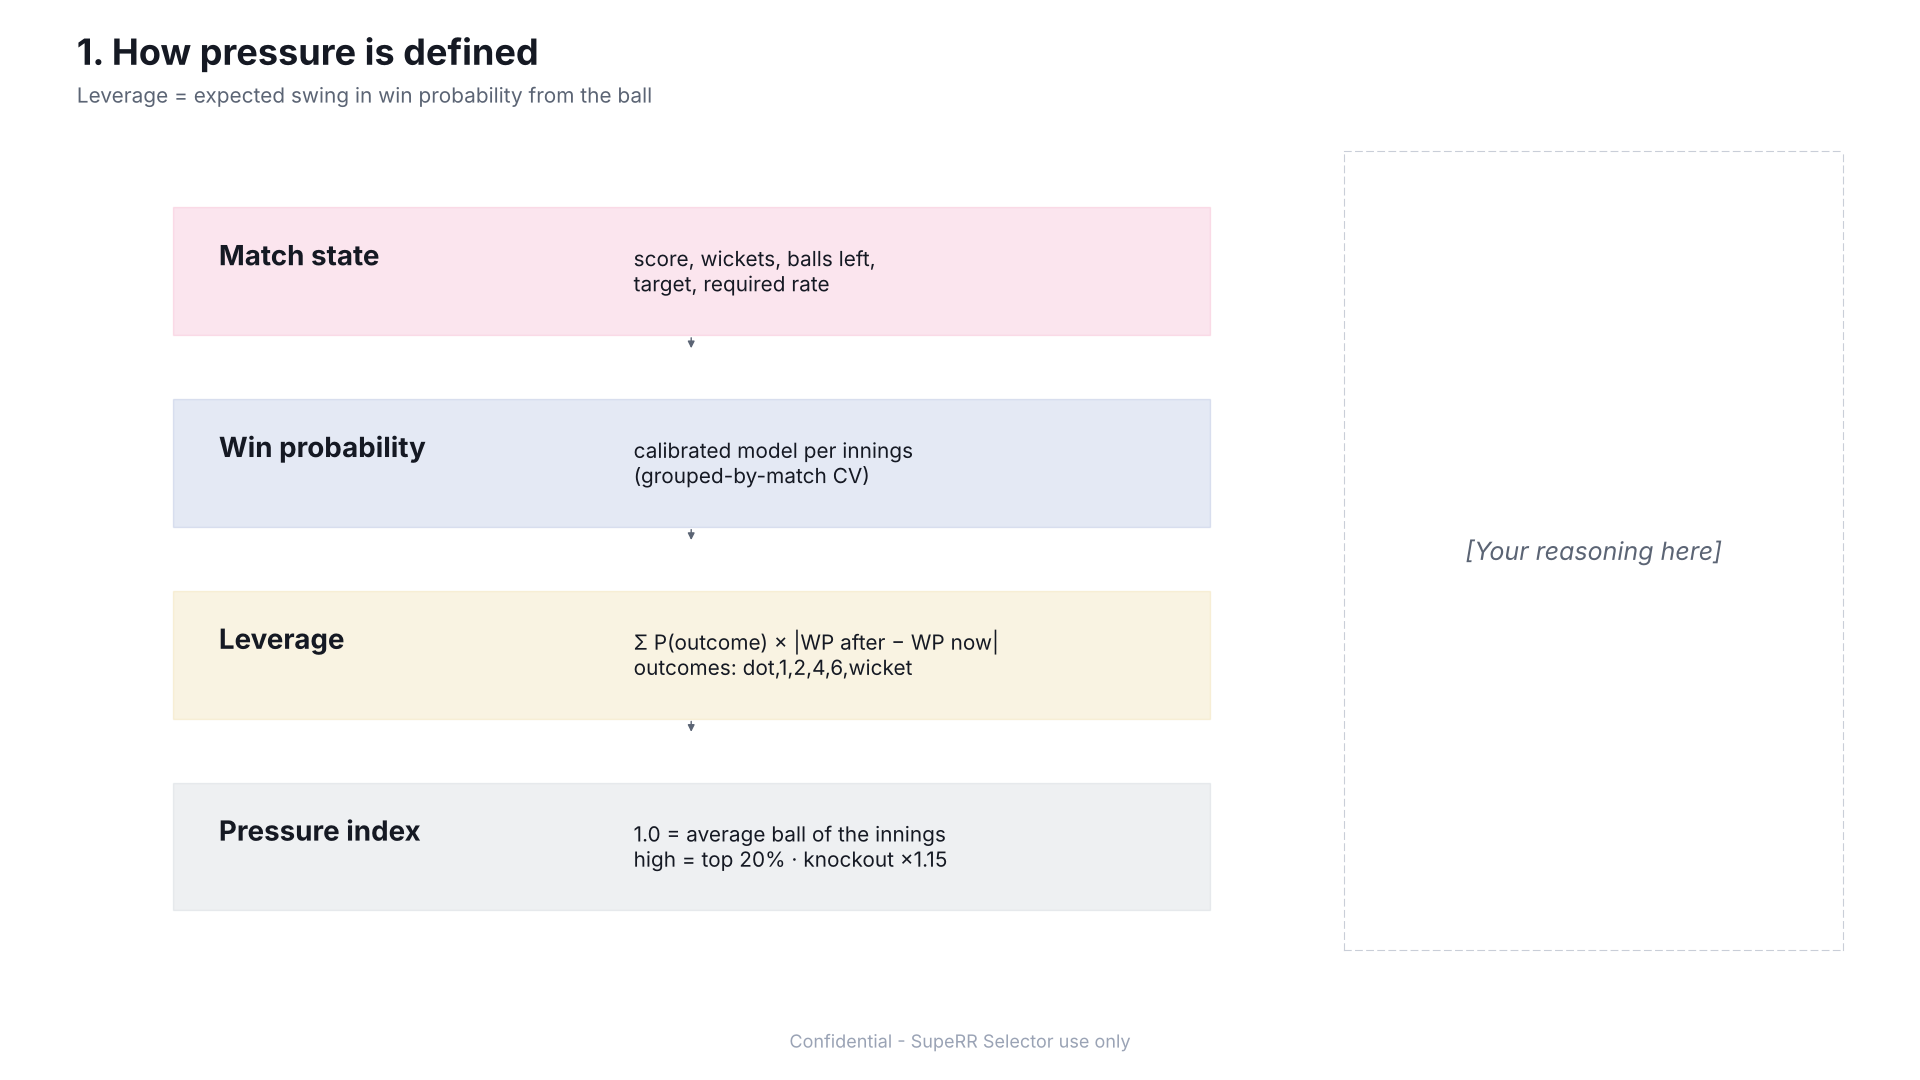 1. How pressure is defined
Leverage = expected swing in win probability from the ball
Match state
score, wickets, balls left,
target, required rate
Win probability
calibrated model per innings
(grouped-by-match CV)
Leverage
Σ P(outcome) × |WP after − WP now|
outcomes: dot,1,2,4,6,wicket
Pressure index
1.0 = average ball of the innings
high = top 20% · knockout ×1.15
[Your reasoning here]
Confidential - SupeRR Selector use only